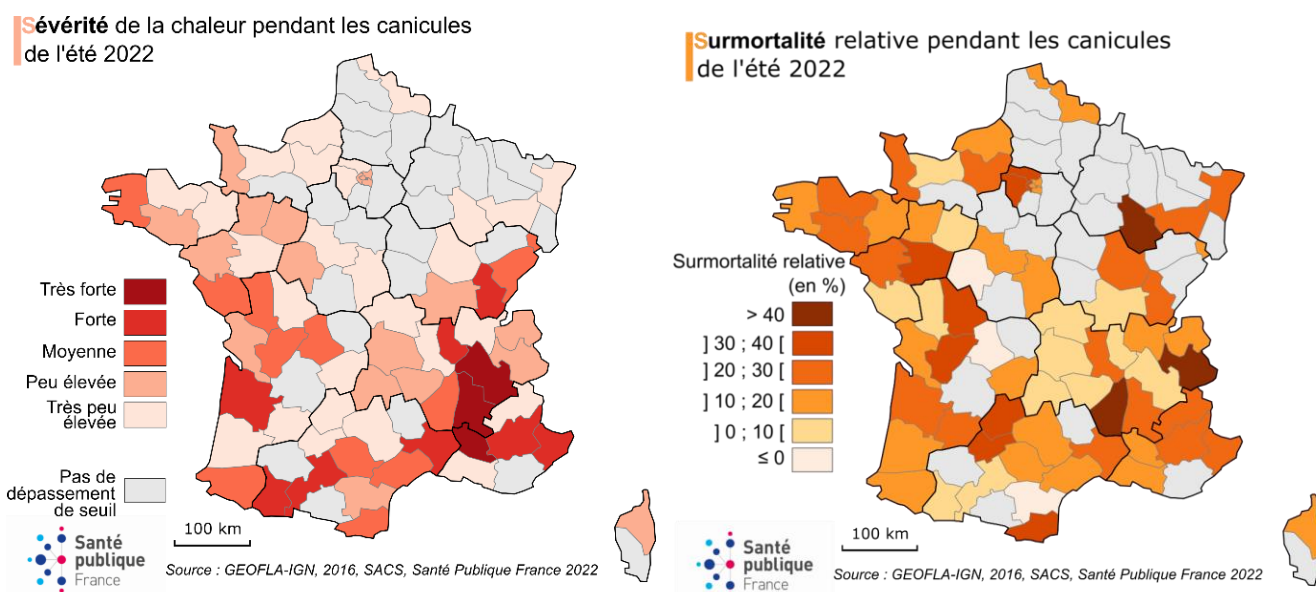 Sévérité de la chaleur pendant les canicules
de l'été 2022
Très forte
Forte
Moyenne
Peu élevée
Très peu
élevée
Pas de
dépassement
de seuil
100 km
Santé
publique
France
Source : GEOFLA-IGN, 2016, SACS, Santé Publique France 2022
Surmortalité relative pendant les canicules
de l'été 2022
Surmortalité relative
(en %)
> 40
] 30 ; 40 [
] 20 ; 30 [
] 10 ; 20 [
] 0 ; 10 [
≤ 0
100 km
Santé
publique
France
Source : GEOFLA-IGN, 2016, SACS, Santé Publique France 2022